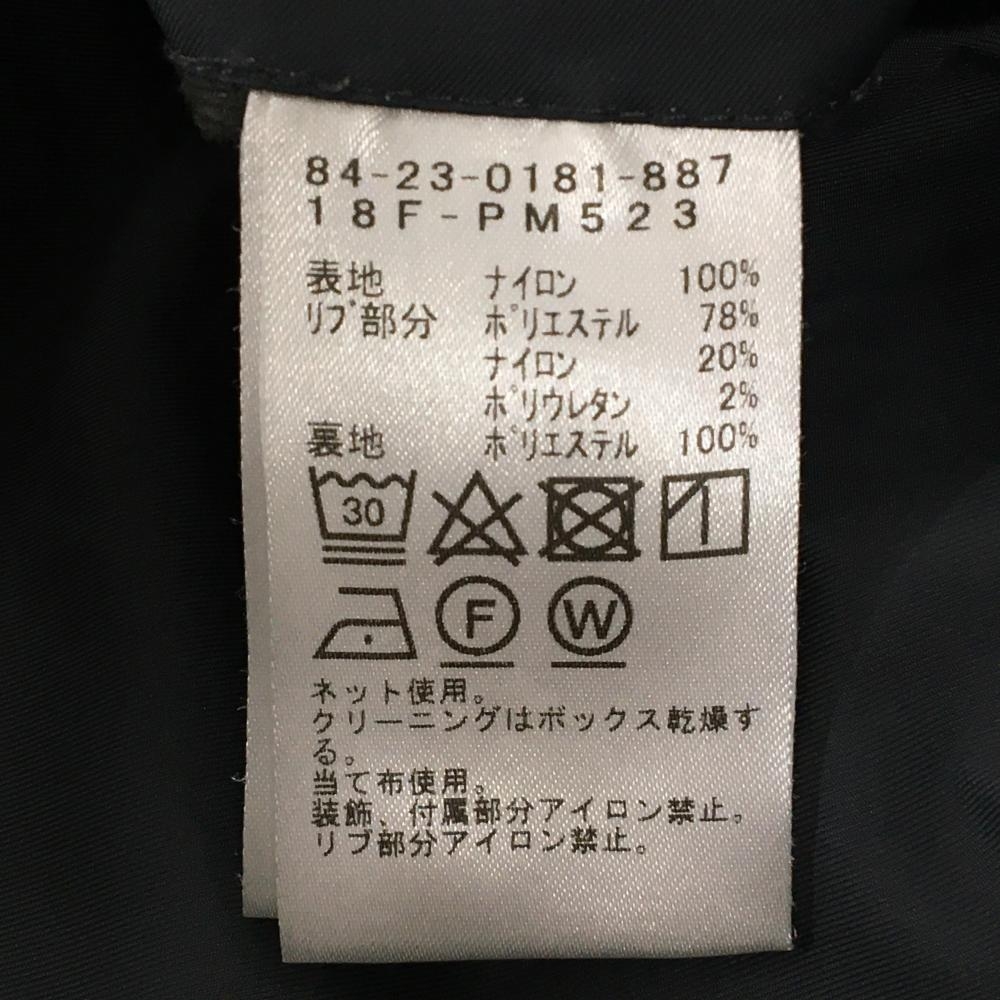 84-23-0181-887
18F-PM523
表地 ナイロン 100%
リブ部分 ポリエステル 78%
ナイロン 20%
ポリウレタン 2%
裏地 ポリエステル 100%
30
F W
ネット使用。
クリーニングはボックス乾燥す
る。
当て布使用。
装飾、付属部分アイロン禁止。
リブ部分アイロン禁止。